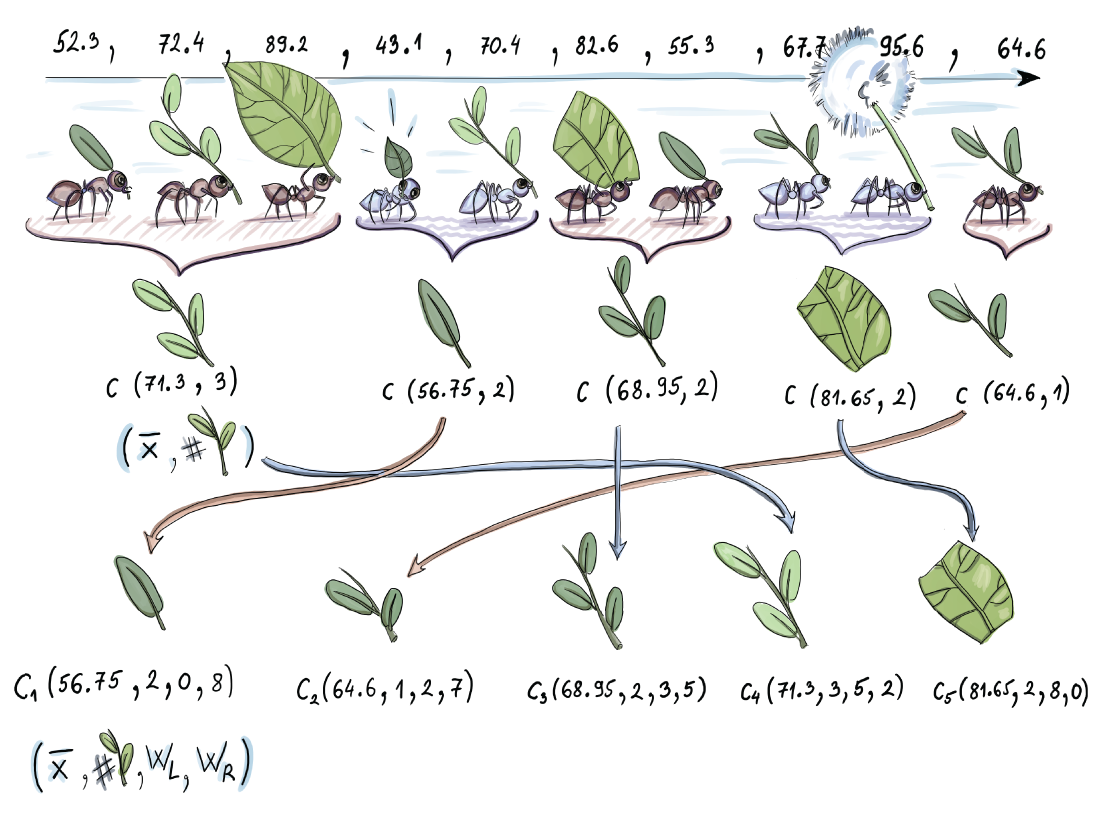 52.3, 72.4, 89.2, 43.1, 70.4, 82.6, 55.3, 67.7 95.6, 64.6
C (71.3, 3) C (56.75, 2) C (68.95, 2) C (81.65, 2) C (64.6, 1)
(x̄, # )
C₁ (56.75, 2, 0, 8) C₂(64.6, 1, 2, 7) C₃(68.95, 2, 3, 5) C₄(71.3, 3, 5, 2) C₅(81.65, 2, 8, 0)
(x̄, # , W_L, W_R)